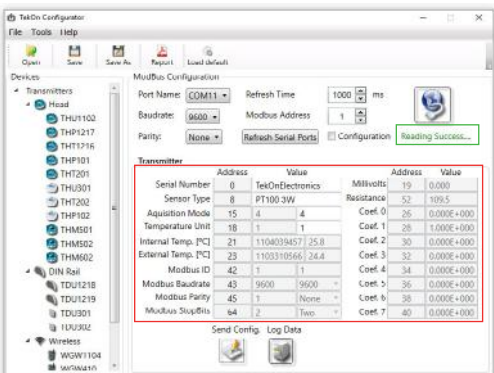 TekOn Configurator
File Tools Help
Open Save Save As Report Load default
Devices
Transmitters
Head
THU1102
THP1217
THT1216
THP101
THT201
THU301
THT202
THP102
THM501
THM502
THM602
DIN Rail
TDU1218
TDU1219
TDU301
TDU302
Wireless
WGW1104
WGW410
ModBus Configuration
Port Name: COM11 Refresh Time 1000 ms
Baudrate: 9600 Modbus Address 1
Parity: None Refresh Serial Ports Configuration Reading Success...
Transmitter
Address Value Address Value
Serial Number 0 TekOnElectronics Millivolts 19 0.000
Sensor Type 8 PT100 3W Resistance 52 109.5
Aquisition Mode 15 4 4 Coef. 0 26 0.000E+000
Temperature Unit 18 1 1 Coef. 1 28 1.000E+000
Internal Temp. [ºC] 21 1104039457 25.8 Coef. 2 30 0.000E+000
External Temp. [ºC] 23 1103310566 24.4 Coef. 3 32 0.000E+000
Modbus ID 42 1 1 Coef. 4 34 0.000E+000
Modbus Baudrate 43 9600 9600 Coef. 5 36 0.000E+000
Modbus Parity 45 1 None Coef. 6 38 0.000E+000
Modbus StopBits 64 2 Two Coef. 7 40 0.000E+000
Send Config. Log Data